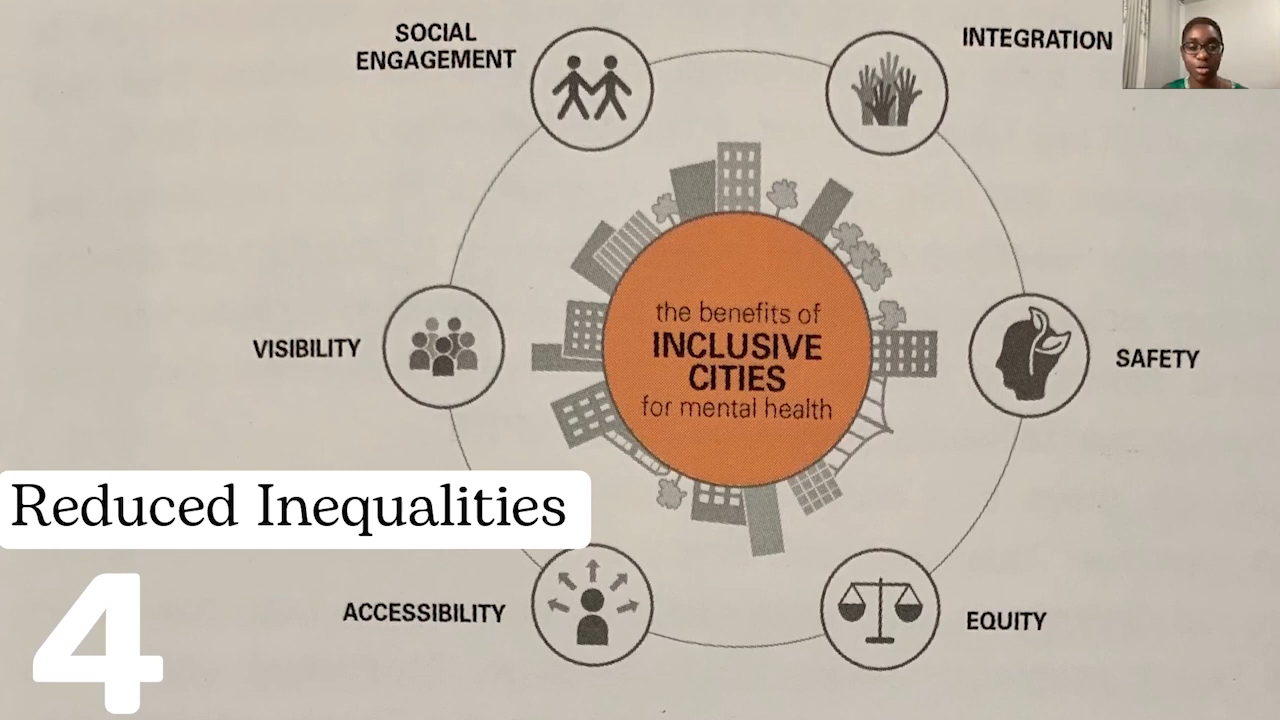 SOCIAL
ENGAGEMENT
INTEGRATION
the benefits of
INCLUSIVE
CITIES
for mental health
VISIBILITY
SAFETY
Reduced Inequalities
4
ACCESSIBILITY
EQUITY